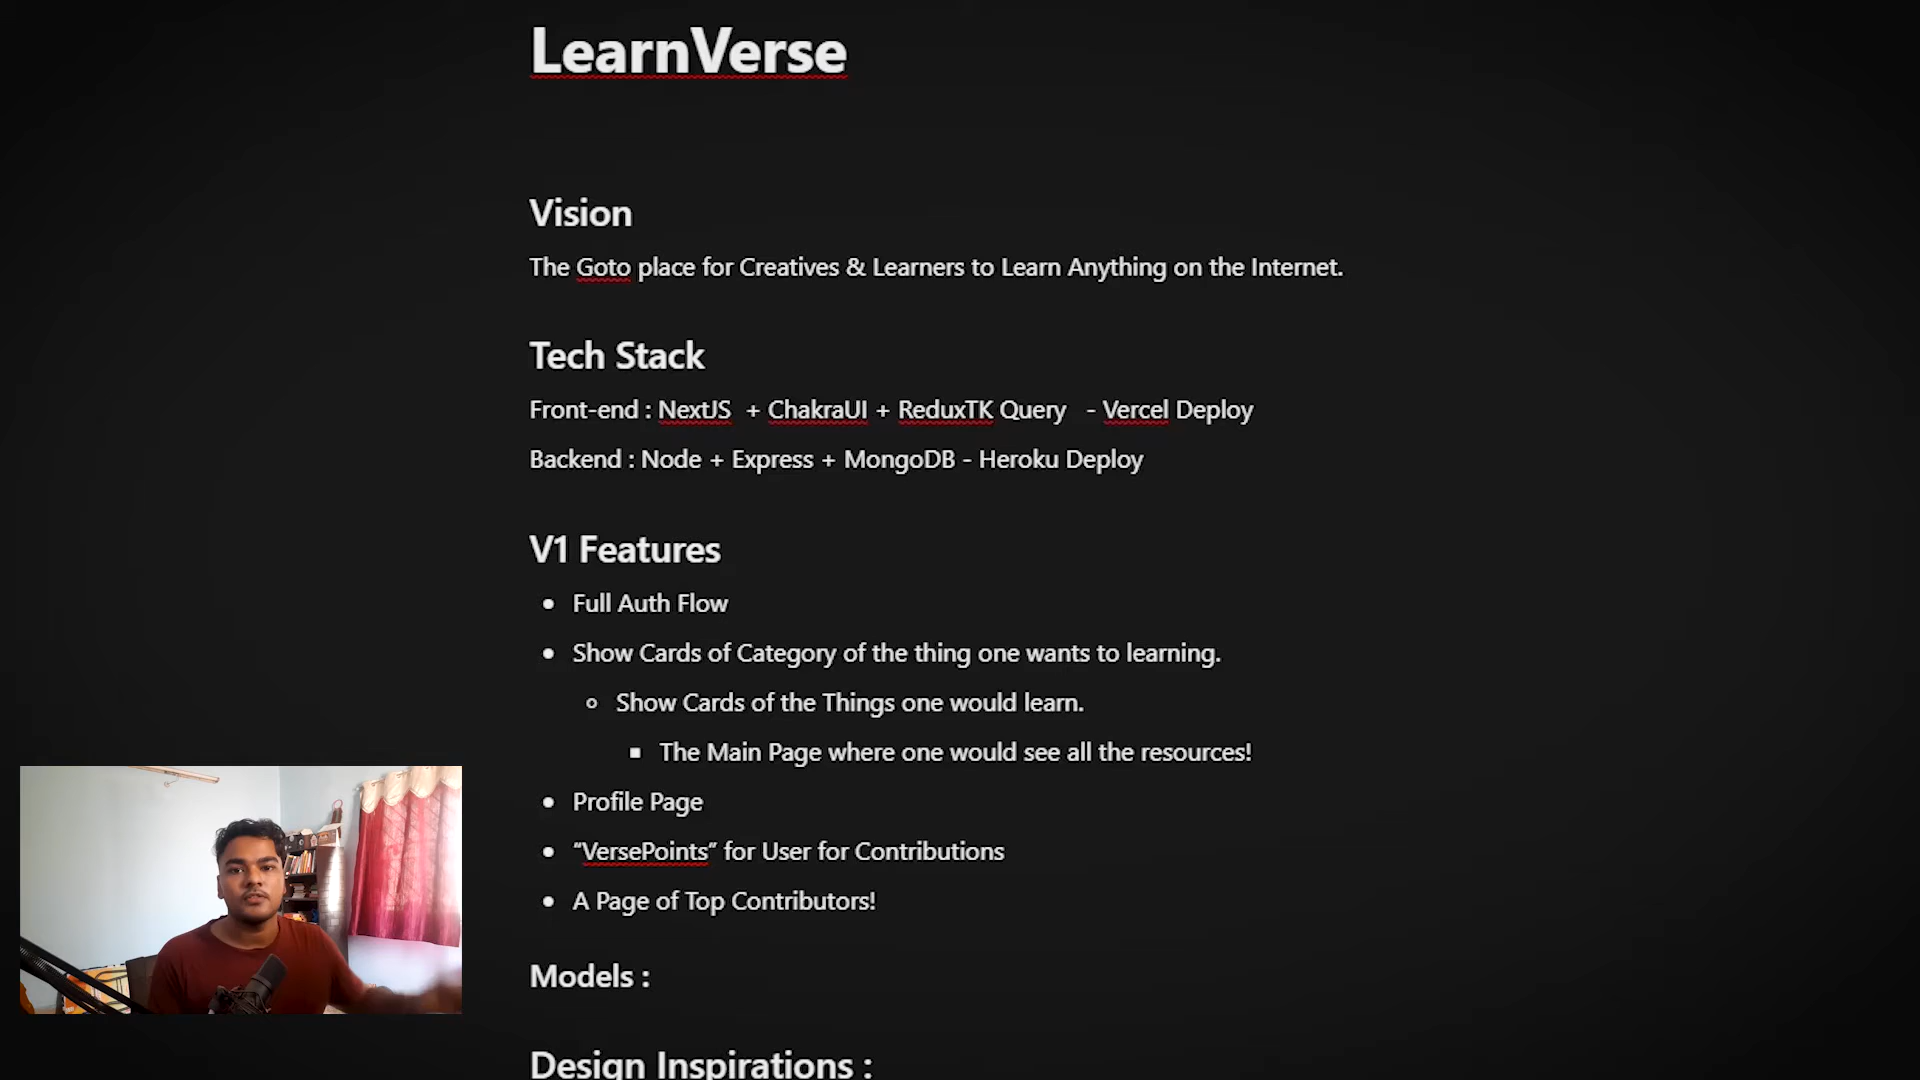 LearnVerse
Vision
The Goto place for Creatives & Learners to Learn Anything on the Internet.
Tech Stack
Front-end : NextJS + ChakraUI + ReduxTK Query - Vercel Deploy
Backend : Node + Express + MongoDB - Heroku Deploy
V1 Features
Full Auth Flow
Show Cards of Category of the thing one wants to learning.
Show Cards of the Things one would learn.
The Main Page where one would see all the resources!
Profile Page
“VersePoints” for User for Contributions
A Page of Top Contributors!
Models :
Design Inspirations :